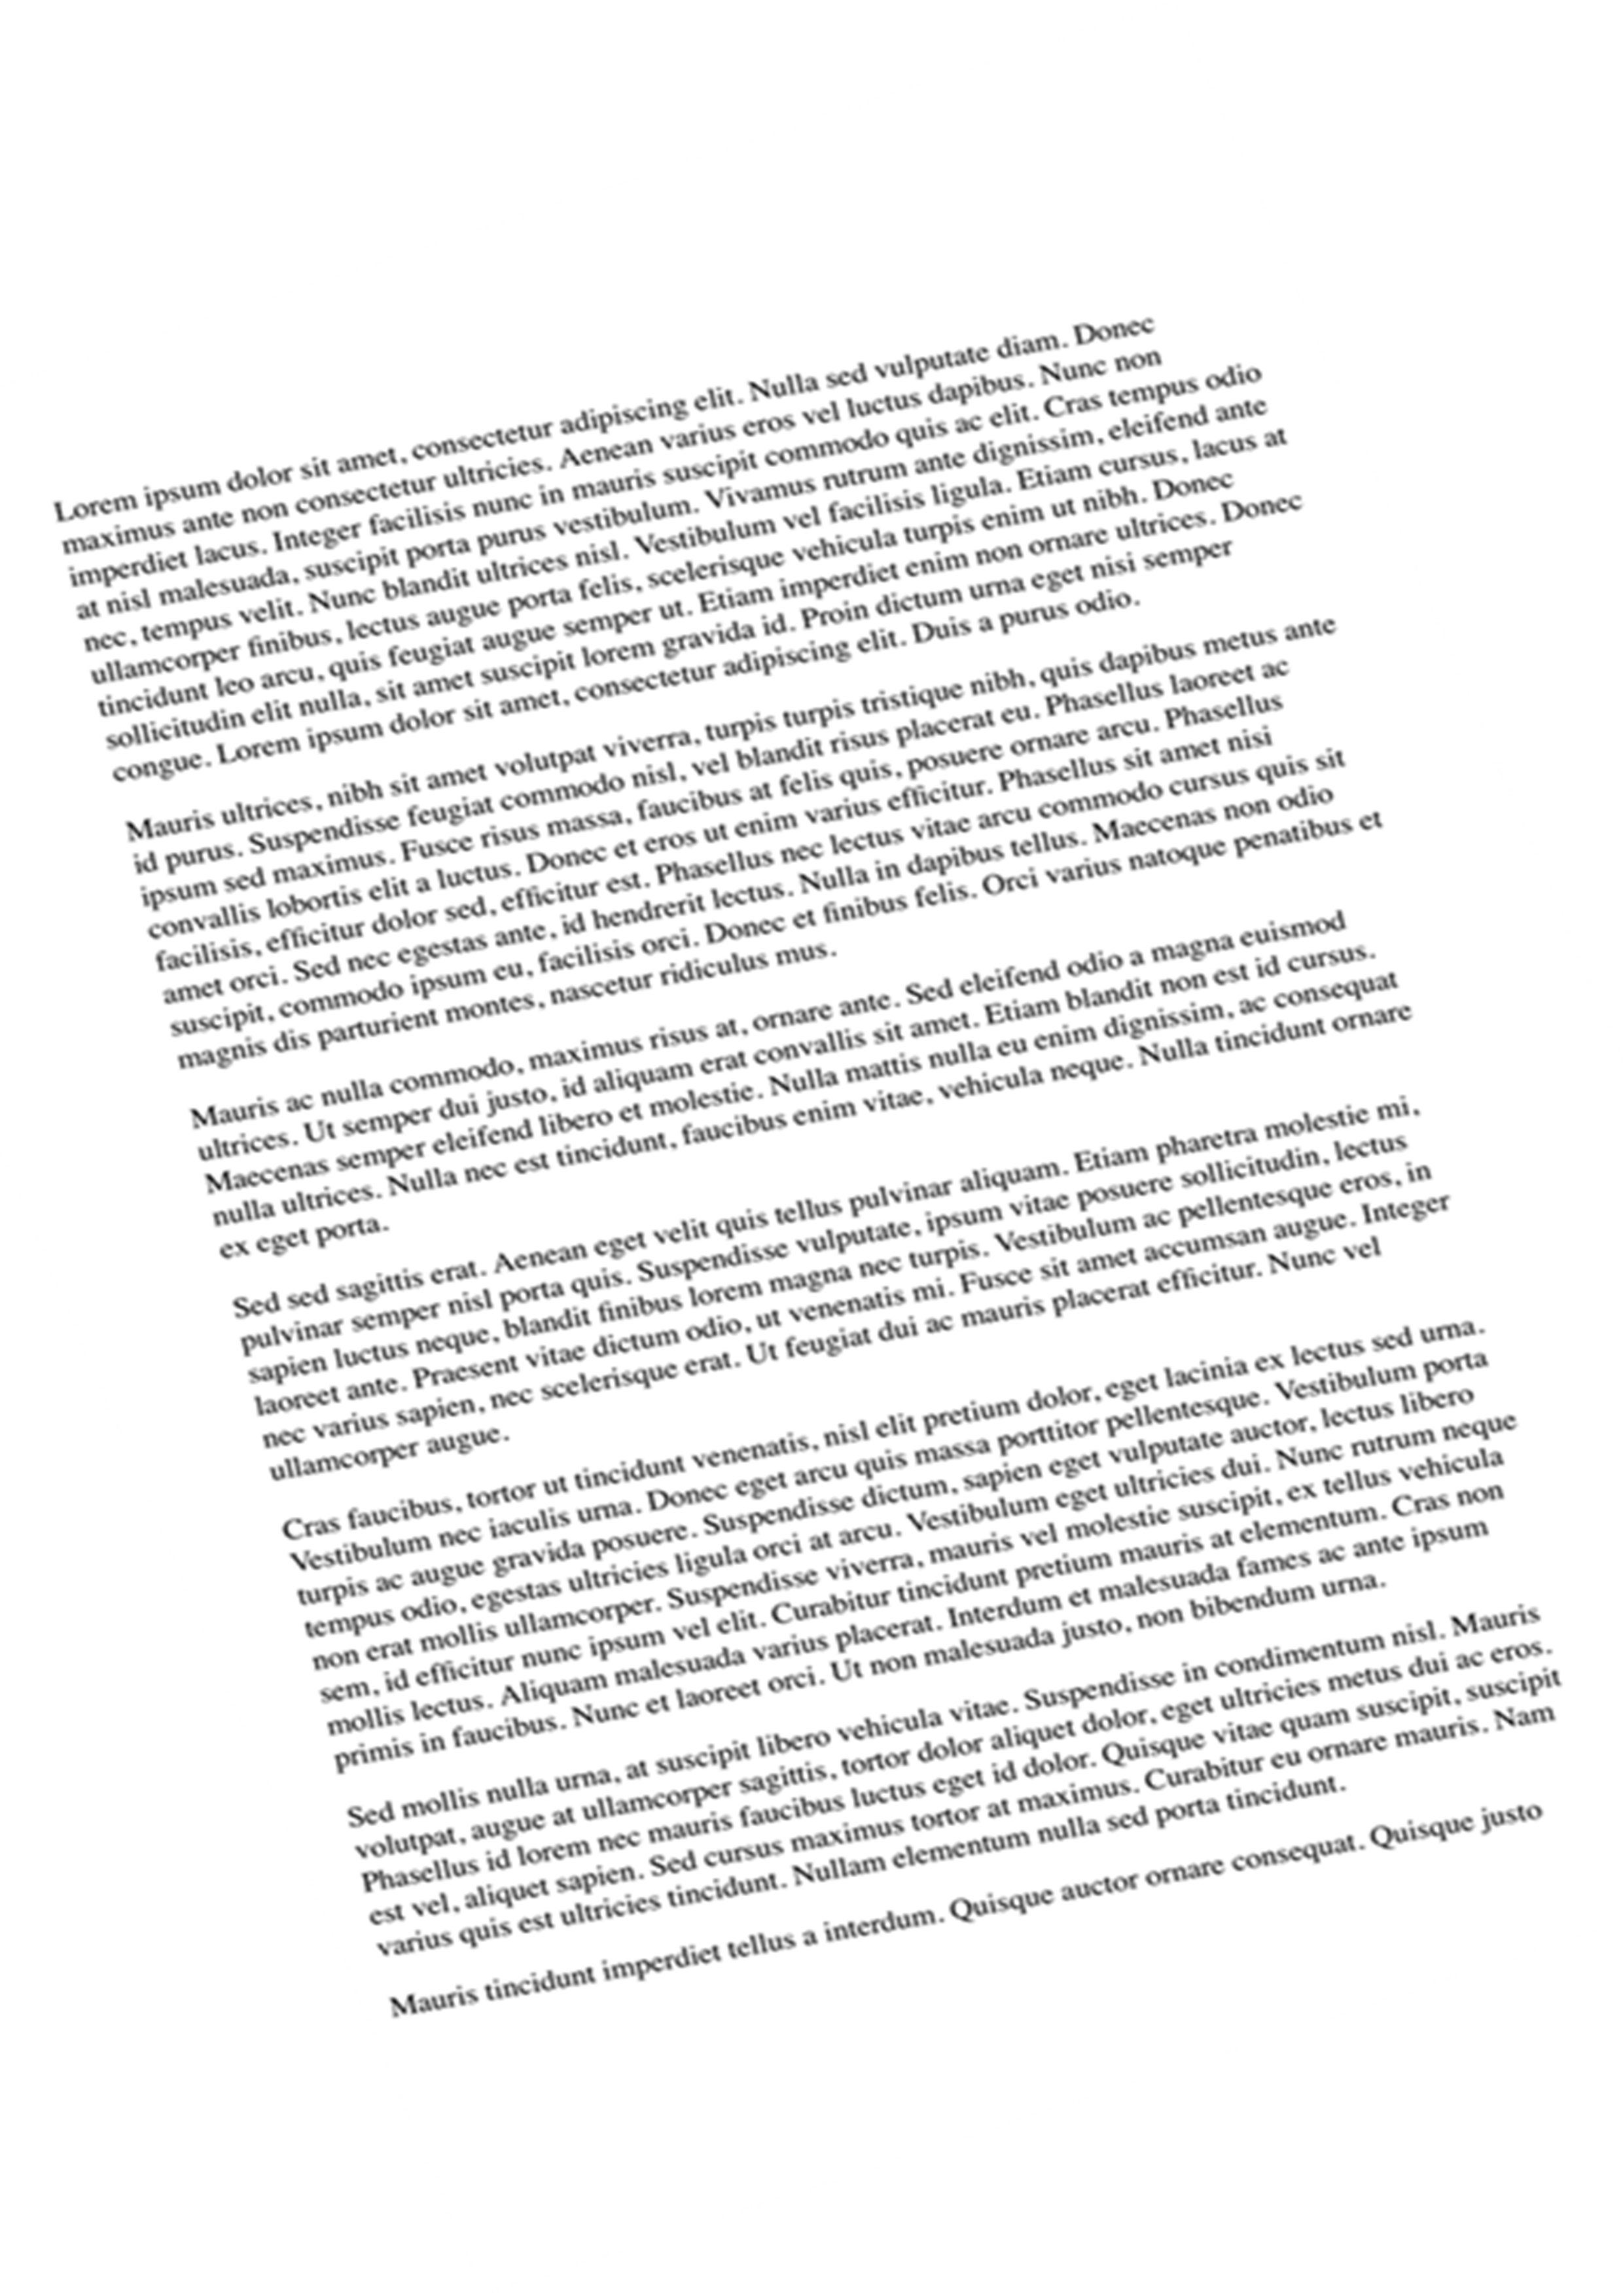 Lorem ipsum dolor sit amet, consectetur adipiscing elit. Nulla sed vulputate diam. Donec
maximus ante non consectetur ultricies. Aenean varius eros vel luctus dapibus. Nunc non
imperdiet lacus. Integer facilisis nunc in mauris suscipit commodo quis ac elit. Cras tempus odio
at nisl malesuada, suscipit porta purus vestibulum. Vivamus rutrum ante dignissim, eleifend ante
nec, tempus velit. Nunc blandit ultrices nisl. Vestibulum vel facilisis ligula. Etiam cursus, lacus at
ullamcorper finibus, lectus augue porta felis, scelerisque vehicula turpis enim ut nibh. Donec
tincidunt leo arcu, quis feugiat augue semper ut. Etiam imperdiet enim non ornare ultrices. Donec
sollicitudin elit nulla, sit amet suscipit lorem gravida id. Proin dictum urna eget nisi semper
congue. Lorem ipsum dolor sit amet, consectetur adipiscing elit. Duis a purus odio.
Mauris ultrices, nibh sit amet volutpat viverra, turpis turpis tristique nibh, quis dapibus metus ante
id purus. Suspendisse feugiat commodo nisl, vel blandit risus placerat eu. Phasellus laoreet ac
ipsum sed maximus. Fusce risus massa, faucibus at felis quis, posuere ornare arcu. Phasellus
convallis lobortis elit a luctus. Donec et eros ut enim varius efficitur. Phasellus sit amet nisi
facilisis, efficitur dolor sed, efficitur est. Phasellus nec lectus vitae arcu commodo cursus quis sit
amet orci. Sed nec egestas ante, id hendrerit lectus. Nulla in dapibus tellus. Maecenas non odio
suscipit, commodo ipsum eu, facilisis orci. Donec et finibus felis. Orci varius natoque penatibus et
magnis dis parturient montes, nascetur ridiculus mus.
Mauris ac nulla commodo, maximus risus at, ornare ante. Sed eleifend odio a magna euismod
ultrices. Ut semper dui justo, id aliquam erat convallis sit amet. Etiam blandit non est id cursus.
Maecenas semper eleifend libero et molestie. Nulla mattis nulla eu enim dignissim, ac consequat
nulla ultrices. Nulla nec est tincidunt, faucibus enim vitae, vehicula neque. Nulla tincidunt ornare
ex eget porta.
Sed sed sagittis erat. Aenean eget velit quis tellus pulvinar aliquam. Etiam pharetra molestie mi,
pulvinar semper nisl porta quis. Suspendisse vulputate, ipsum vitae posuere sollicitudin, lectus
sapien luctus neque, blandit finibus lorem magna nec turpis. Vestibulum ac pellentesque eros, in
laoreet ante. Praesent vitae dictum odio, ut venenatis mi. Fusce sit amet accumsan augue. Integer
nec varius sapien, nec scelerisque erat. Ut feugiat dui ac mauris placerat efficitur. Nunc vel
ullamcorper augue.
Cras faucibus, tortor ut tincidunt venenatis, nisl elit pretium dolor, eget lacinia ex lectus sed urna.
Vestibulum nec iaculis urna. Donec eget arcu quis massa porttitor pellentesque. Vestibulum porta
turpis ac augue gravida posuere. Suspendisse dictum, sapien eget vulputate auctor, lectus libero
tempus odio, egestas ultricies ligula orci at arcu. Vestibulum eget ultricies dui. Nunc rutrum neque
non erat mollis ullamcorper. Suspendisse viverra, mauris vel molestie suscipit, ex tellus vehicula
sem, id efficitur nunc ipsum vel elit. Curabitur tincidunt pretium mauris at elementum. Cras non
mollis lectus. Aliquam malesuada varius placerat. Interdum et malesuada fames ac ante ipsum
primis in faucibus. Nunc et laoreet orci. Ut non malesuada justo, non bibendum urna.
Sed mollis nulla urna, at suscipit libero vehicula vitae. Suspendisse in condimentum nisl. Mauris
volutpat, augue at ullamcorper sagittis, tortor dolor aliquet dolor, eget ultricies metus dui ac eros.
Phasellus id lorem nec mauris faucibus luctus eget id dolor. Quisque vitae quam suscipit, suscipit
est vel, aliquet sapien. Sed cursus maximus tortor at maximus. Curabitur eu ornare mauris. Nam
varius quis est ultricies tincidunt. Nullam elementum nulla sed porta tincidunt.
Mauris tincidunt imperdiet tellus a interdum. Quisque auctor ornare consequat. Quisque justo